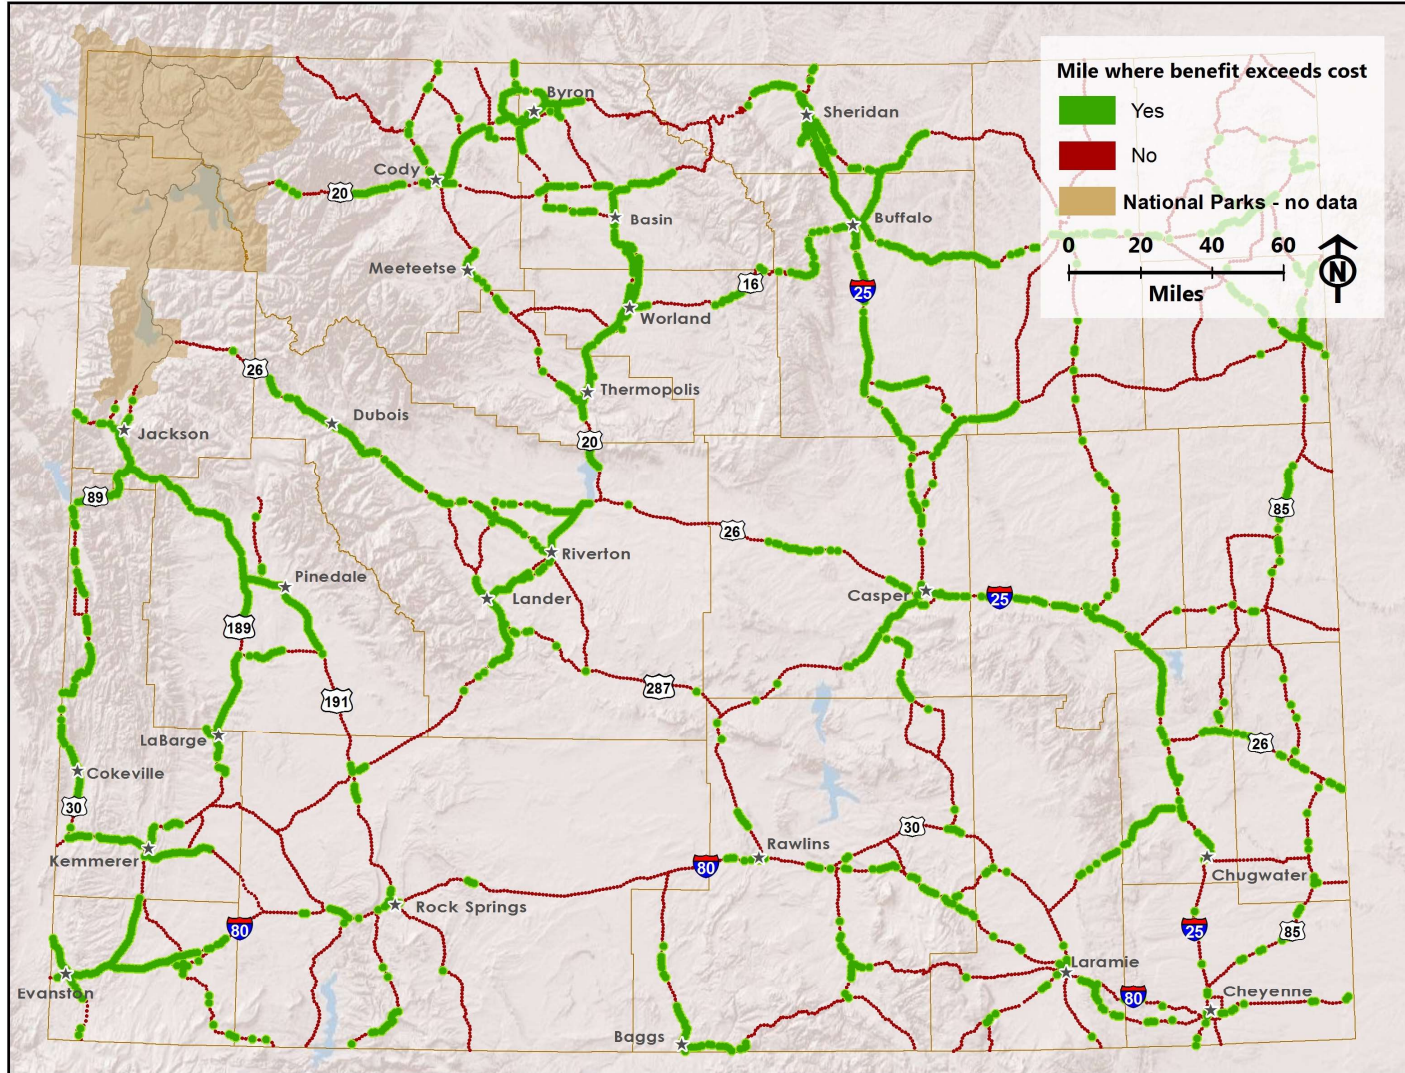 Mile where benefit exceeds cost
Yes
No
National Parks - no data
0 20 40 60
Miles
N
Byron
Sheridan
Cody
20
Basin
Buffalo
Meeteetse
16
25
Worland
26
Thermopolis
Dubois
Jackson
20
89
85
26
Riverton
Pinedale
Lander
Casper
25
189
287
191
LaBarge
26
Cokeville
30
30
Kemmerer
Rawlins
80
Chugwater
Rock Springs
80
25
85
Laramie
Evanston
80
Cheyenne
Baggs